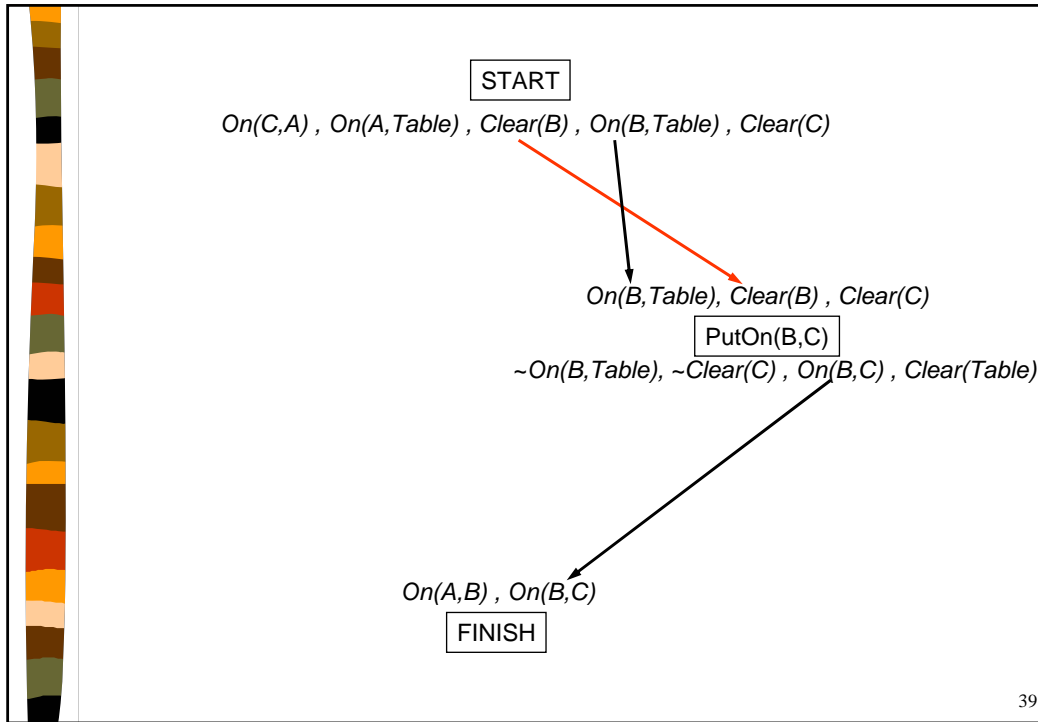 START
On(C,A) , On(A,Table) , Clear(B) , On(B,Table) , Clear(C)
On(B,Table), Clear(B) , Clear(C)
PutOn(B,C)
~On(B,Table), ~Clear(C) , On(B,C) , Clear(Table)
On(A,B) , On(B,C)
FINISH
39